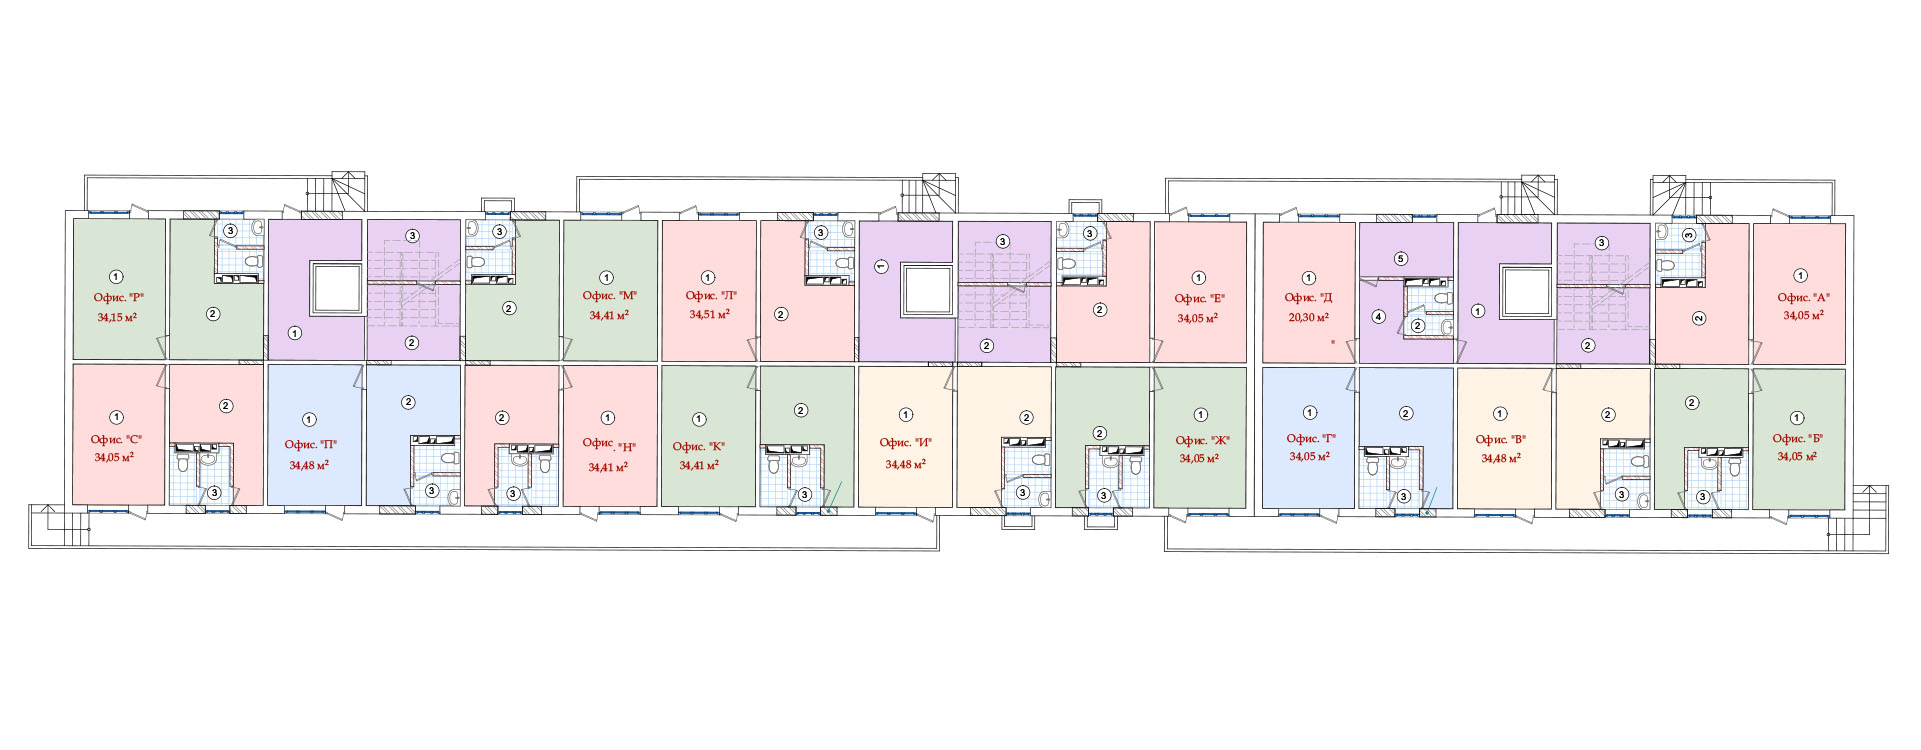 3
3
3
3
3
3
3
3
1
Офис. "Р"
34,15 м²
2
1
2
2
1
Офис. "М"
34,41 м²
1
Офис. "Л"
34,51 м²
2
1
2
2
1
Офис. "Е"
34,05 м²
1
Офис. "Д
20,30 м²
"
5
4
2
1
2
2
1
Офис. "А"
34,05 м²
1
Офис. "С"
34,05 м²
2
3
1
Офис. "П"
34,48 м²
2
3
2
3
1
Офис. "Н"
34,41 м²
1
Офис. "К"
34,41 м²
2
3
1
Офис. "И"
34,48 м²
2
3
2
3
1
Офис. "Ж"
34,05 м²
1
Офис. "Г"
34,05 м²
2
3
1
Офис. "В"
34,48 м²
2
3
2
3
1
Офис. "Б"
34,05 м²